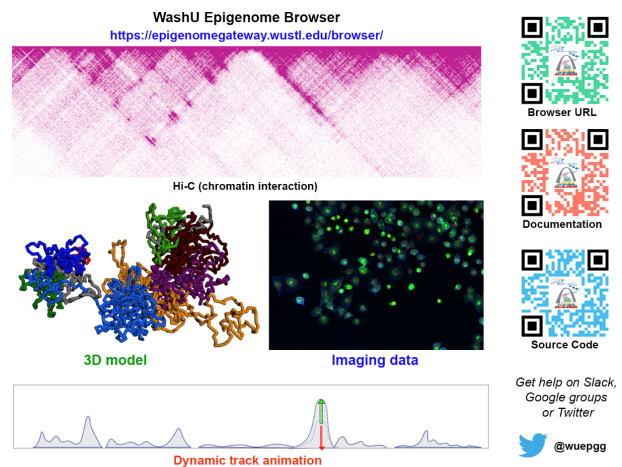 WashU Epigenome Browser
https://epigenomegateway.wustl.edu/browser/
Hi-C (chromatin interaction)
3D model
Imaging data
Dynamic track animation
Browser URL
Documentation
Source Code
Get help on Slack,
Google groups
or Twitter
@wuepgg